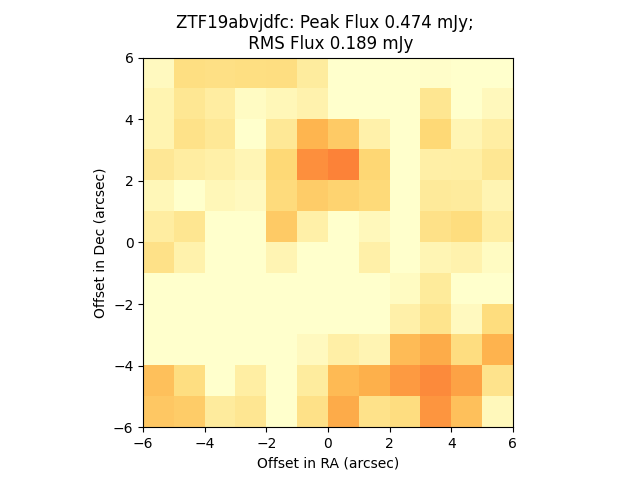 ZTF19abvjdfc: Peak Flux 0.474 mJy;
RMS Flux 0.189 mJy
6
4
2
0
−2
−4
−6
Offset in Dec (arcsec)
−6 −4 −2 0 2 4 6
Offset in RA (arcsec)